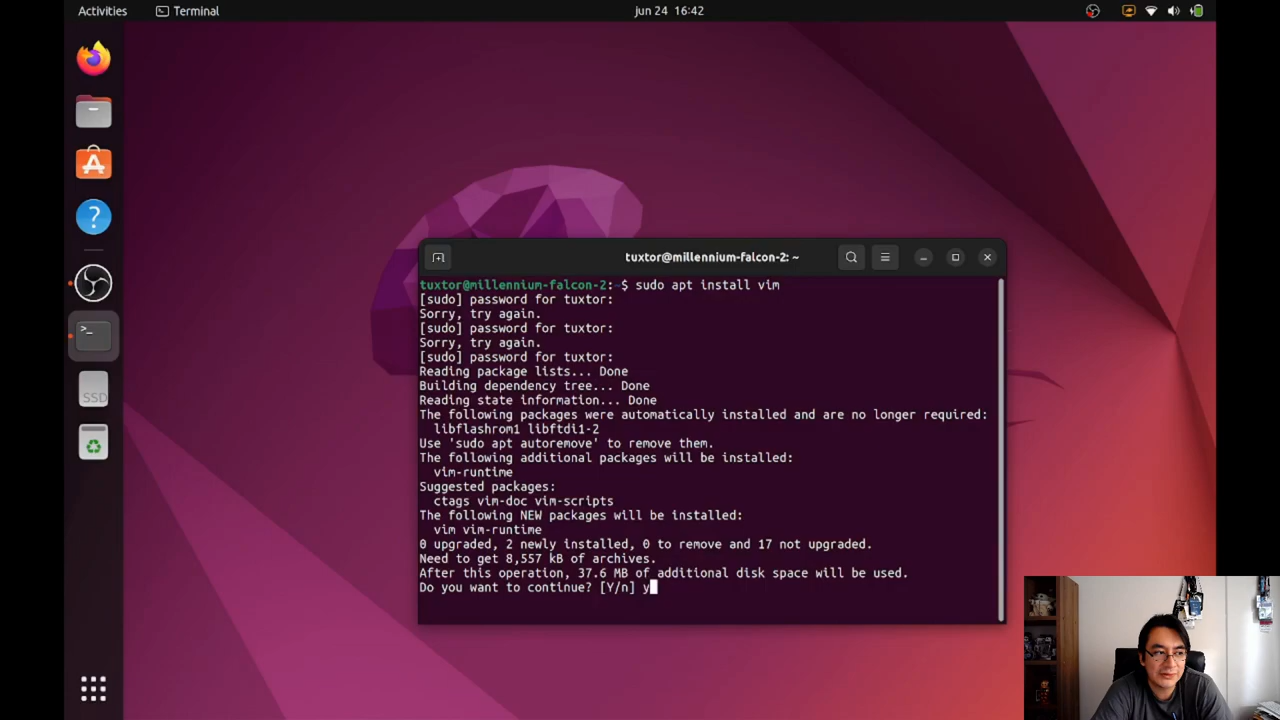 Activities
Terminal
jun 24 16:42
SSD
tuxtor@millennium-falcon-2: ~
tuxtor@millennium-falcon-2:~$ sudo apt install vim
[sudo] password for tuxtor:
Sorry, try again.
[sudo] password for tuxtor:
Sorry, try again.
[sudo] password for tuxtor:
Reading package lists... Done
Building dependency tree... Done
Reading state information... Done
The following packages were automatically installed and are no longer required:
libflashrom1 libftdi1-2
Use 'sudo apt autoremove' to remove them.
The following additional packages will be installed:
vim-runtime
Suggested packages:
ctags vim-doc vim-scripts
The following NEW packages will be installed:
vim vim-runtime
0 upgraded, 2 newly installed, 0 to remove and 17 not upgraded.
Need to get 8,557 kB of archives.
After this operation, 37.6 MB of additional disk space will be used.
Do you want to continue? [Y/n] y